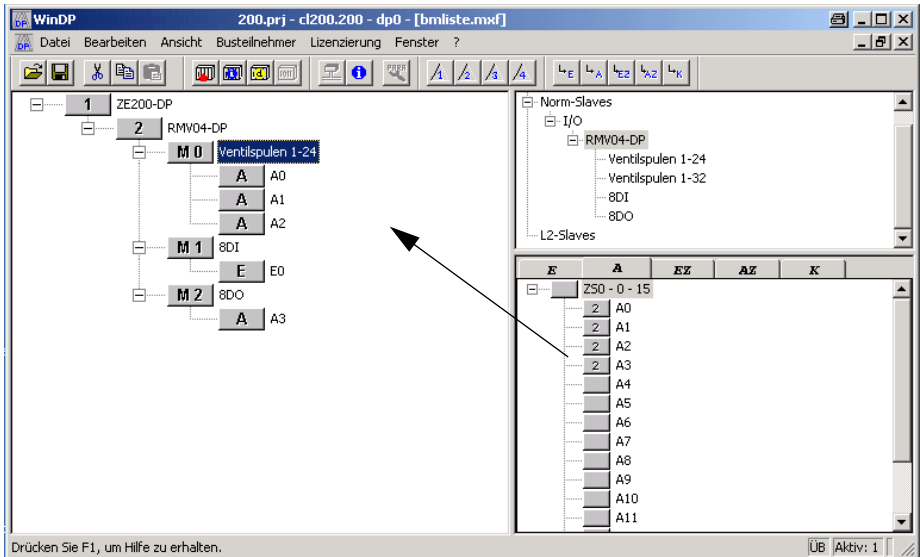 WinDP 200.prj - cl200.200 - dp0 - [bmliste.mxf]
Datei Bearbeiten Ansicht Busteilnehmer Lizenzierung Fenster ?
1 ZE200-DP
2 RMV04-DP
M 0 Ventilspulen 1-24
A A0
A A1
A A2
M 1 8DI
E E0
M 2 8DO
A A3
Norm-Slaves
I/O
RMV04-DP
Ventilspulen 1-24
Ventilspulen 1-32
8DI
8DO
L2-Slaves
E A EZ AZ K
ZS0 - 0 - 15
2 A0
2 A1
2 A2
2 A3
A4
A5
A6
A7
A8
A9
A10
A11
Drücken Sie F1, um Hilfe zu erhalten. ÜB Aktiv: 1